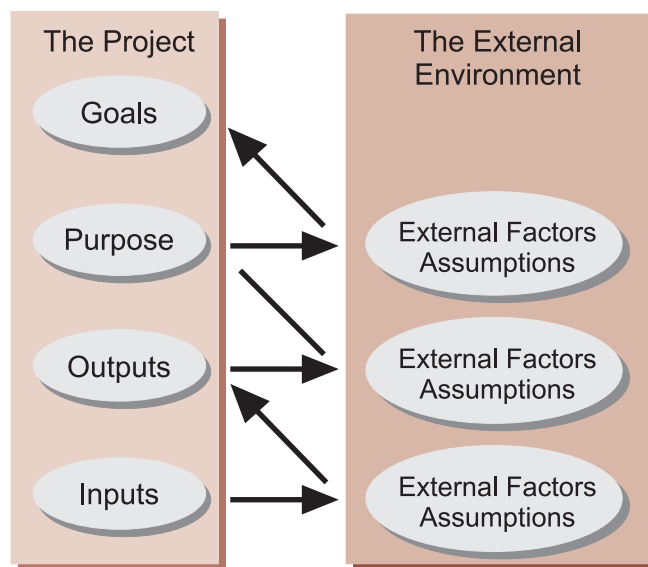 The Project
Goals
Purpose
Outputs
Inputs
The External
Environment
External Factors
Assumptions
External Factors
Assumptions
External Factors
Assumptions